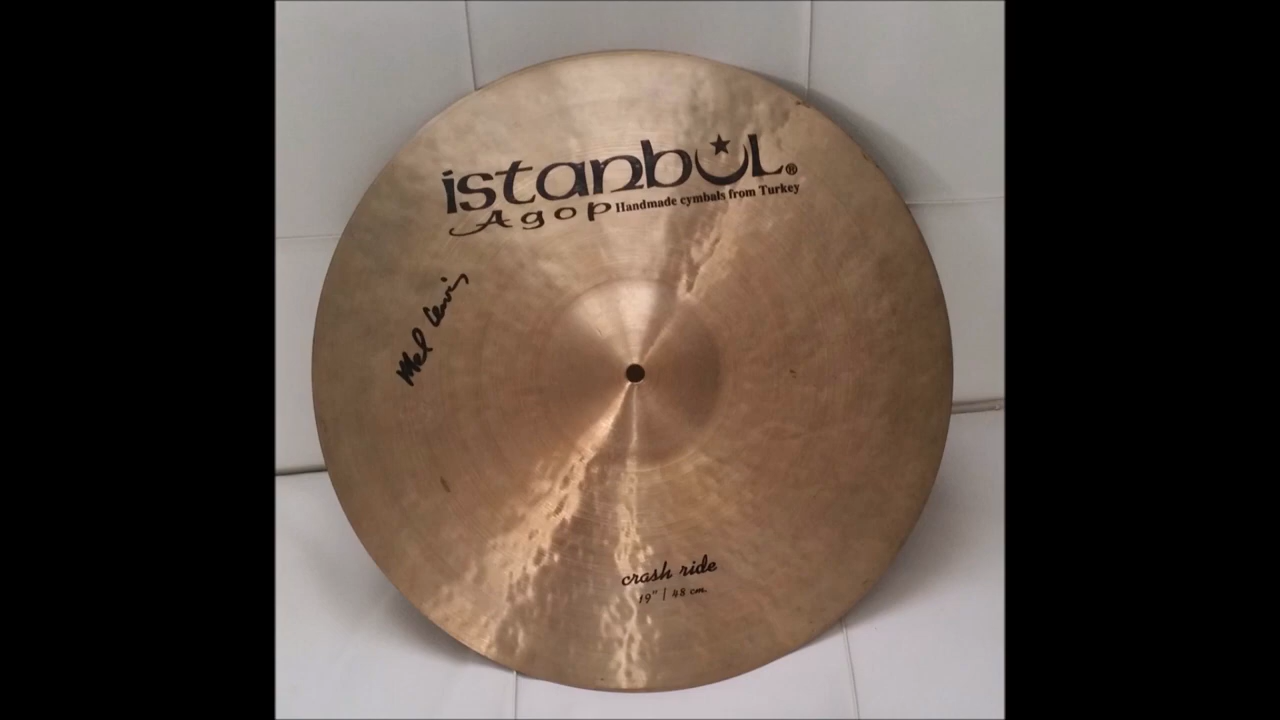 istanbuL®
Agop Handmade cymbals from Turkey
Mel Lewis
crash ride
19" | 48 cm.